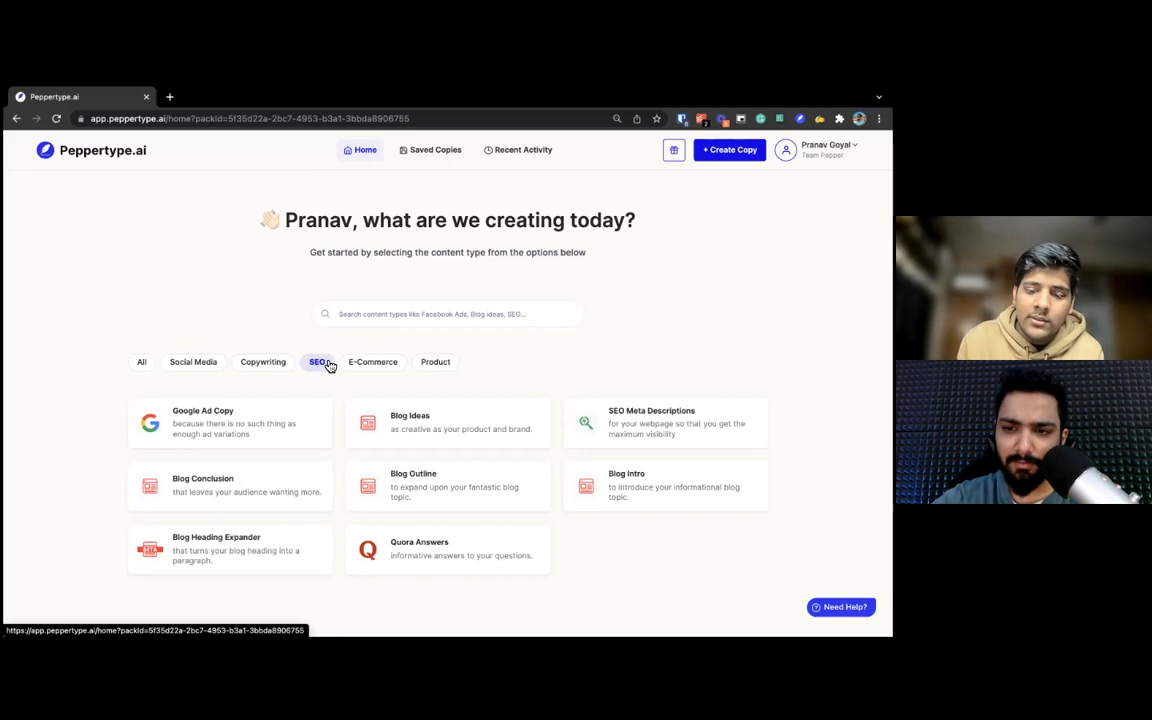 Peppertype.ai
app.peppertype.ai/home?packId=5f35d22a-2bc7-4953-b3a1-3bbda8906755
Peppertype.ai
Home
Saved Copies
Recent Activity
+ Create Copy
Pranav Goyal
Team Pepper
Pranav, what are we creating today?
Get started by selecting the content type from the options below
Search content types like Facebook Ads, Blog ideas, SEO...
All
Social Media
Copywriting
SEO
E-Commerce
Product
Google Ad Copy
because there is no such thing as
enough ad variations
Blog Ideas
as creative as your product and brand.
SEO Meta Descriptions
for your webpage so that you get the
maximum visibility
Blog Conclusion
that leaves your audience wanting more.
Blog Outline
to expand upon your fantastic blog
topic.
Blog Intro
to introduce your informational blog
topic.
BETA
Blog Heading Expander
that turns your blog heading into a
paragraph.
Quora Answers
informative answers to your questions.
Need Help?
https://app.peppertype.ai/home?packId=5f35d22a-2bc7-4953-b3a1-3bbda8906755